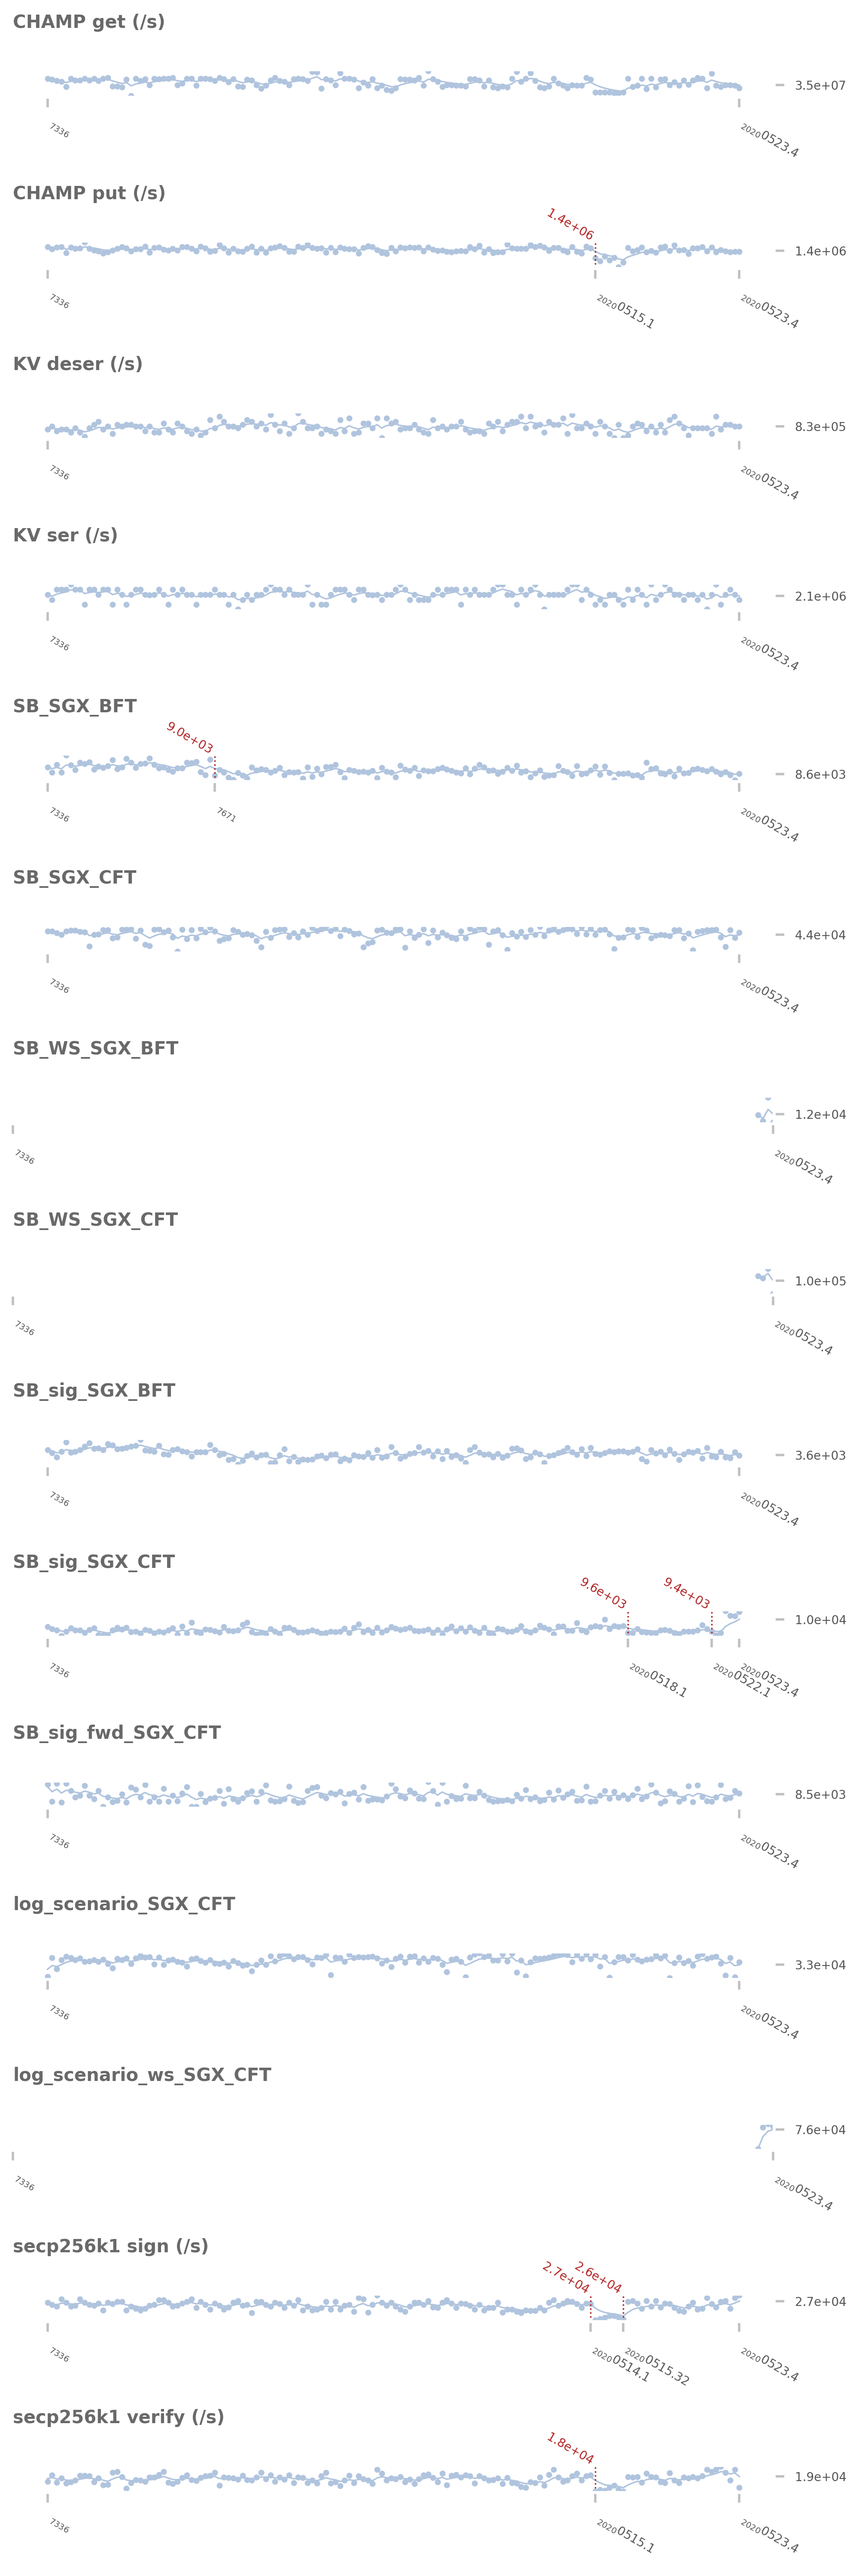 CHAMP get (/s)
3.5e+07
7336
20200523.4
CHAMP put (/s)
1.4e+06
1.4e+06
7336
20200515.1
20200523.4
KV deser (/s)
8.3e+05
7336
20200523.4
KV ser (/s)
2.1e+06
7336
20200523.4
SB_SGX_BFT
9.0e+03
8.6e+03
7336
7671
20200523.4
SB_SGX_CFT
4.4e+04
7336
20200523.4
SB_WS_SGX_BFT
1.2e+04
7336
20200523.4
SB_WS_SGX_CFT
1.0e+05
7336
20200523.4
SB_sig_SGX_BFT
3.6e+03
7336
20200523.4
SB_sig_SGX_CFT
9.6e+03
9.4e+03
1.0e+04
7336
20200518.1
20200522.1
20200523.4
SB_sig_fwd_SGX_CFT
8.5e+03
7336
20200523.4
log_scenario_SGX_CFT
3.3e+04
7336
20200523.4
log_scenario_ws_SGX_CFT
7.6e+04
7336
20200523.4
secp256k1 sign (/s)
2.7e+04
2.6e+04
2.7e+04
7336
20200514.1
20200515.32
20200523.4
secp256k1 verify (/s)
1.8e+04
1.9e+04
7336
20200515.1
20200523.4